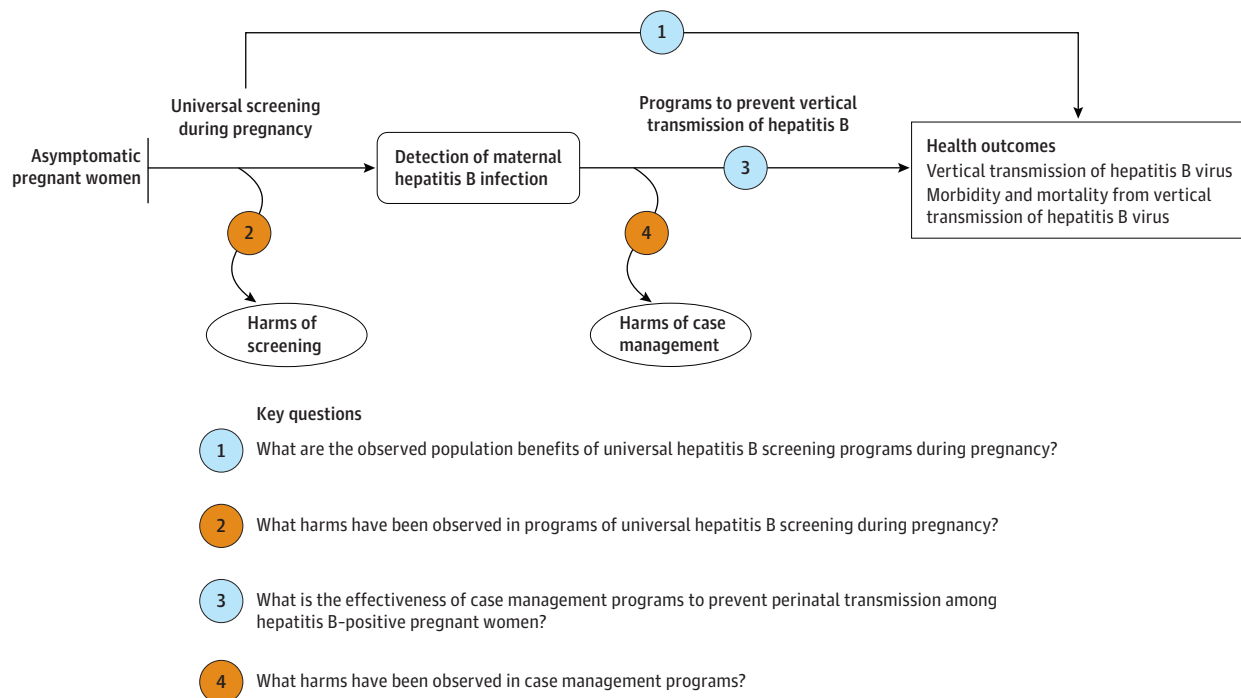 1
Universal screening
during pregnancy
Programs to prevent vertical
transmission of hepatitis B
Asymptomatic
pregnant women
Detection of maternal
hepatitis B infection
3
Health outcomes
Vertical transmission of hepatitis B virus
Morbidity and mortality from vertical
transmission of hepatitis B virus
2
4
Harms of
screening
Harms of case
management
Key questions
1 What are the observed population benefits of universal hepatitis B screening programs during pregnancy?
2 What harms have been observed in programs of universal hepatitis B screening during pregnancy?
3 What is the effectiveness of case management programs to prevent perinatal transmission among
hepatitis B-positive pregnant women?
4 What harms have been observed in case management programs?